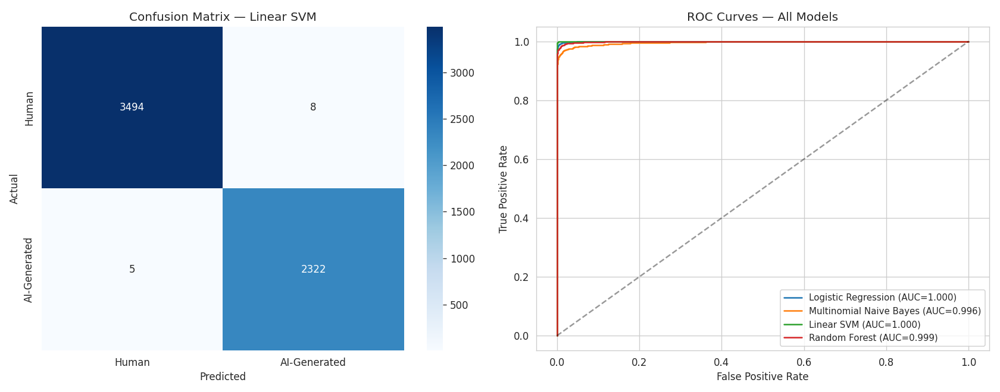 Confusion Matrix — Linear SVM
Actual
Human
AI-Generated
3494
8
5
2322
Human
AI-Generated
Predicted
3000
2500
2000
1500
1000
500
ROC Curves — All Models
True Positive Rate
1.0
0.8
0.6
0.4
0.2
0.0
Logistic Regression (AUC=1.000)
Multinomial Naive Bayes (AUC=0.996)
Linear SVM (AUC=1.000)
Random Forest (AUC=0.999)
0.0
0.2
0.4
0.6
0.8
1.0
False Positive Rate